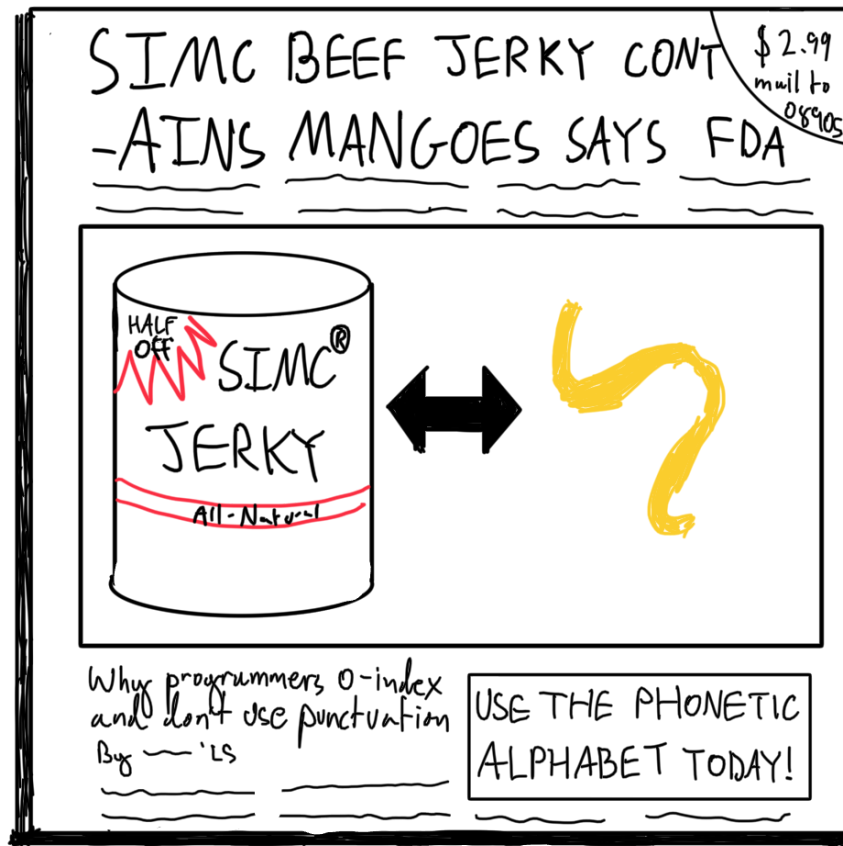 SIMC BEEF JERKY CONT
-AINS MANGOES SAYS FDA
$2.99
mail to
08905
HALF
OFF
SIMC®
JERKY
All-Natural
Why programmers 0-index
and don't use punctuation
By 'LS
USE THE PHONETIC
ALPHABET TODAY!